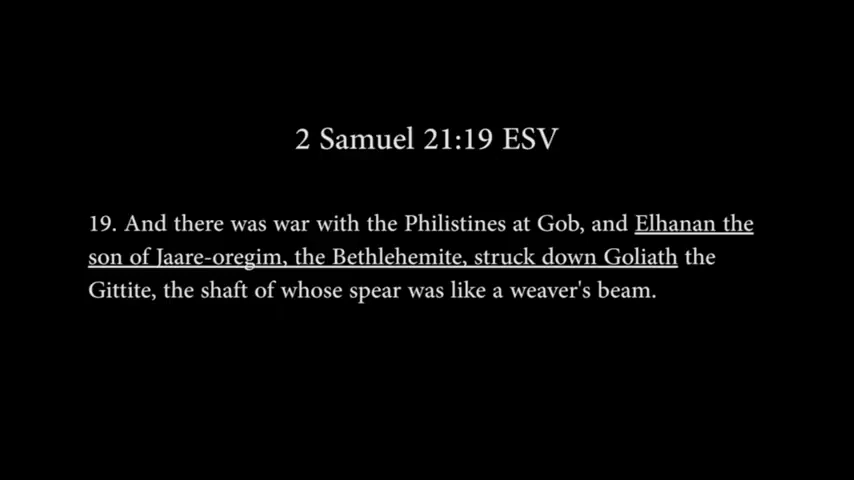 2 Samuel 21:19 ESV
19. And there was war with the Philistines at Gob, and Elhanan the
son of Jaare-oregim, the Bethlehemite, struck down Goliath the
Gittite, the shaft of whose spear was like a weaver's beam.